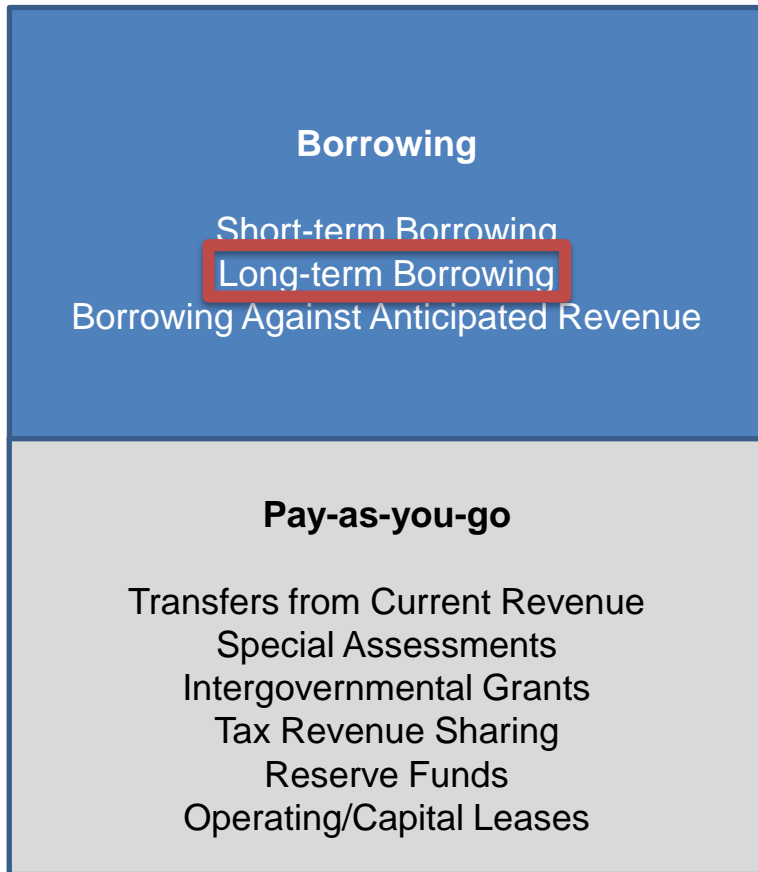 Borrowing
Short-term Borrowing
Long-term Borrowing
Borrowing Against Anticipated Revenue
Pay-as-you-go
Transfers from Current Revenue
Special Assessments
Intergovernmental Grants
Tax Revenue Sharing
Reserve Funds
Operating/Capital Leases